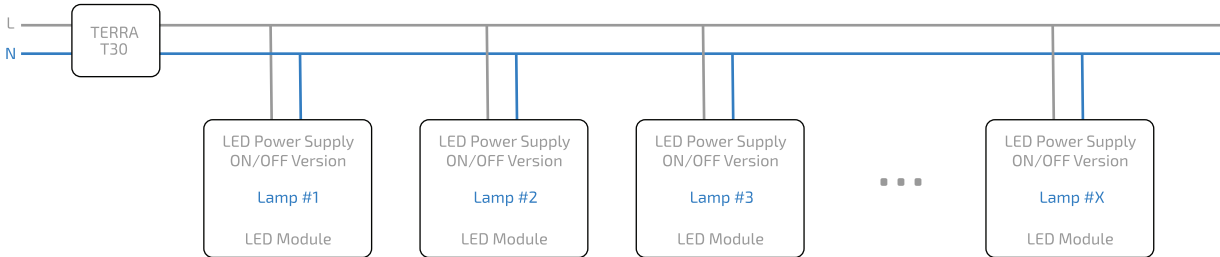 L
N
TERRA
T30
LED Power Supply
ON/OFF Version
Lamp #1
LED Module
LED Power Supply
ON/OFF Version
Lamp #2
LED Module
LED Power Supply
ON/OFF Version
Lamp #3
LED Module
...
LED Power Supply
ON/OFF Version
Lamp #X
LED Module